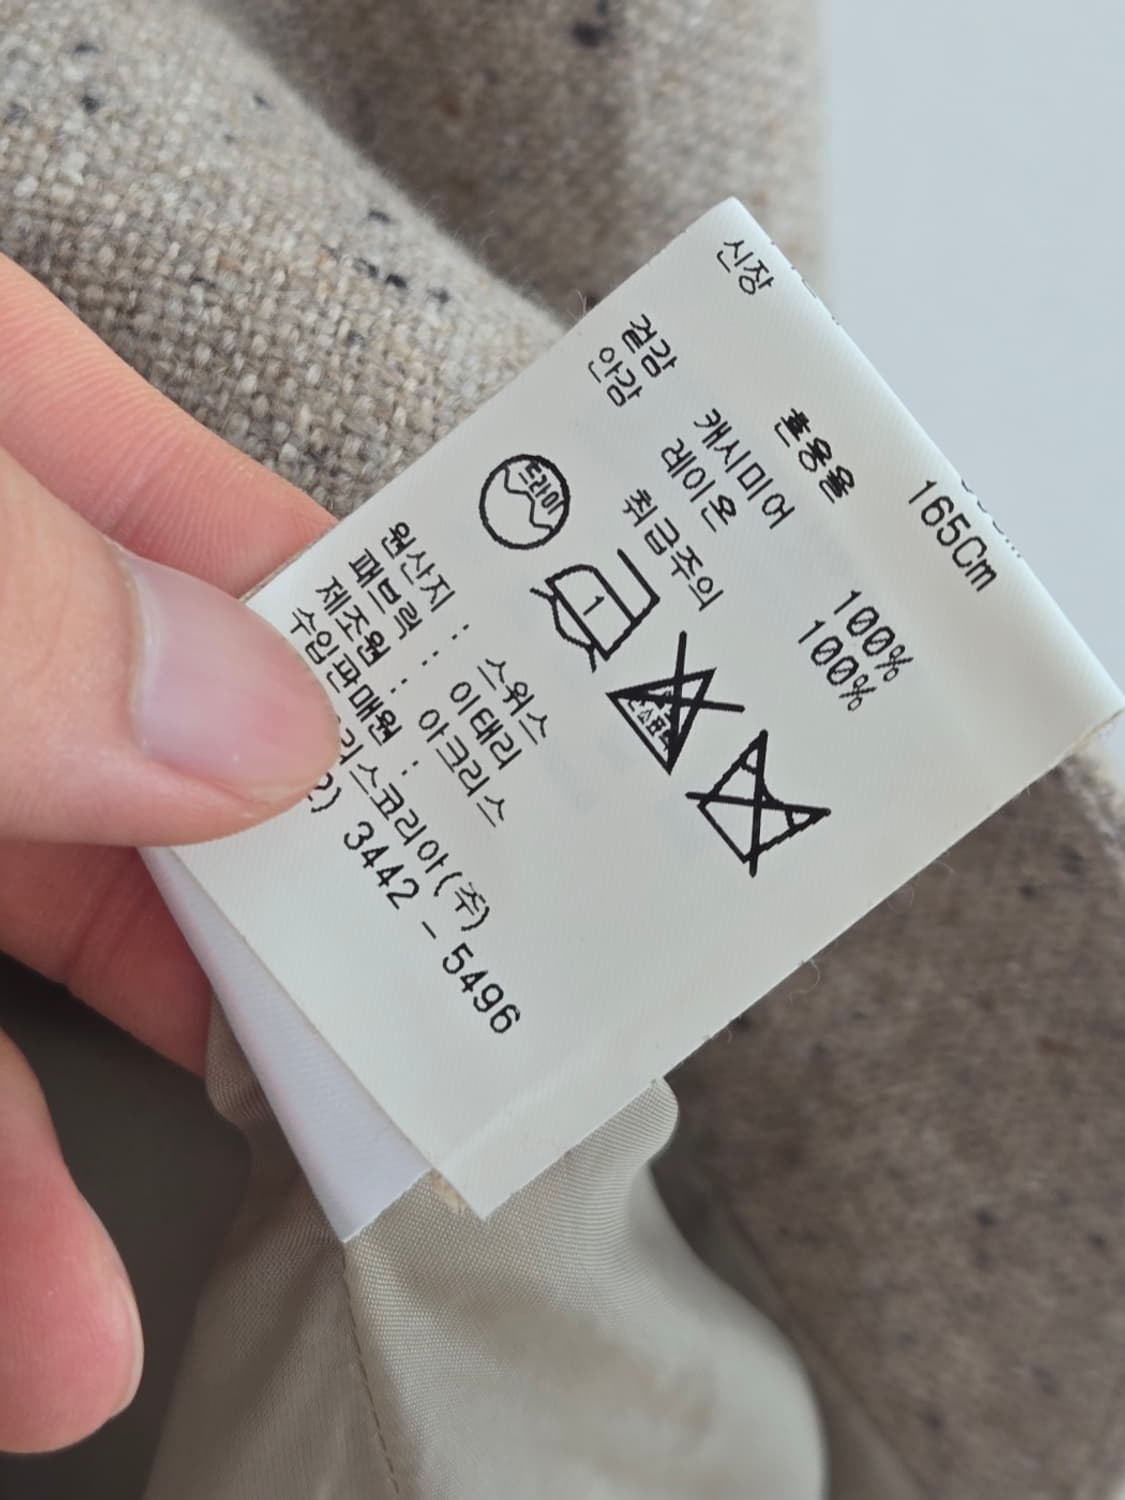 신장 165Cm
혼용율
겉감 캐시미어 100%
안감 레이온 100%
취급주의
드라이
1
원산지 : 스위스
패브릭 : 이태리
제조원 : 아크리스
수입판매원 :
리스코리아(주)
2) 3442 - 5496